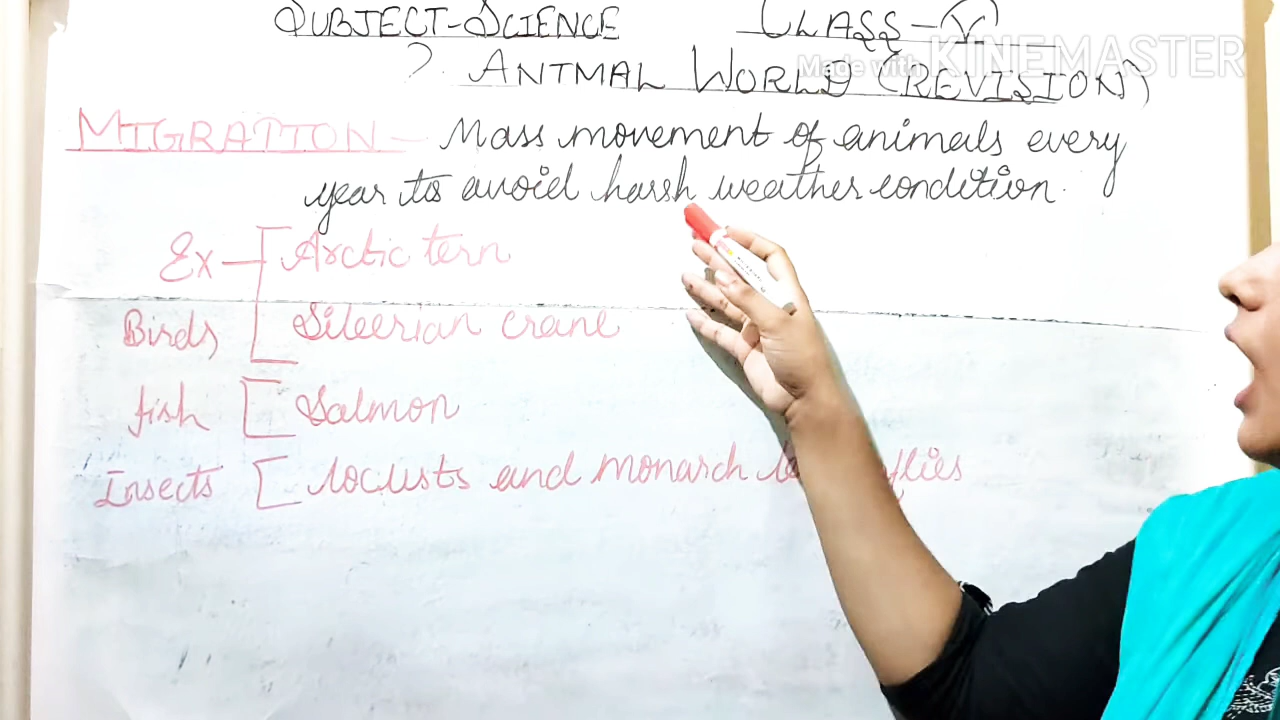 SUBJECT-SCIENCE CLASS-V
Made with KINEMASTER
?. ANIMAL WORLD (REVISION)
MIGRATION - Mass movement of animals every
year to avoid harsh weather condition.
Ex - Arctic tern
Birds Siberian crane
fish Salmon
Insects locusts and monarch